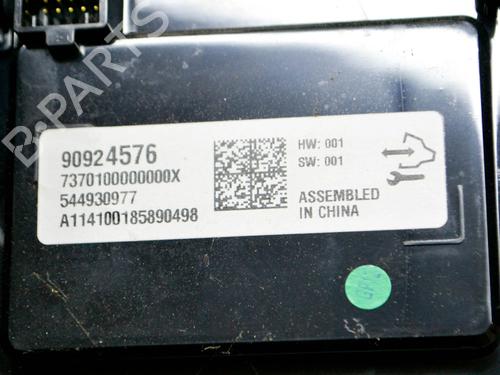 B-PARTS
90924576
7370100000000X
544930977
A114100185890498
HW: 001
SW: 001
ASSEMBLED
IN CHINA